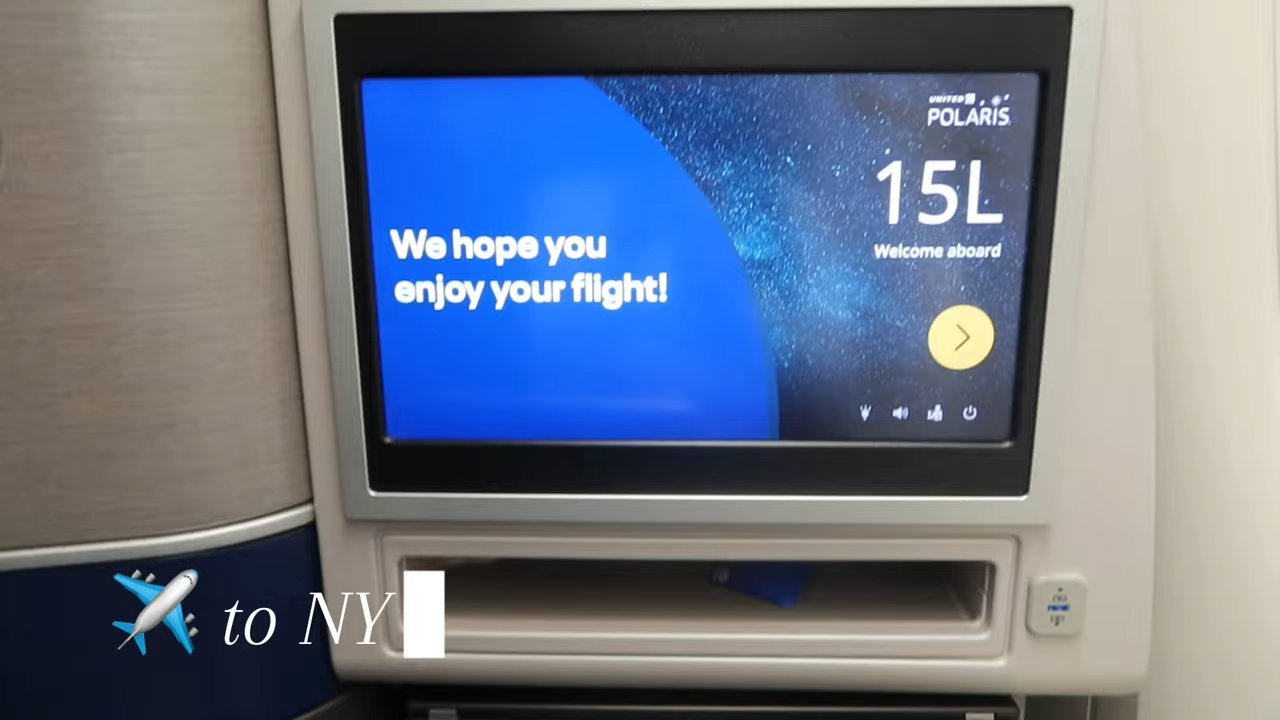 UNITED
POLARIS
15L
Welcome aboard
We hope you
enjoy your flight!
to NY